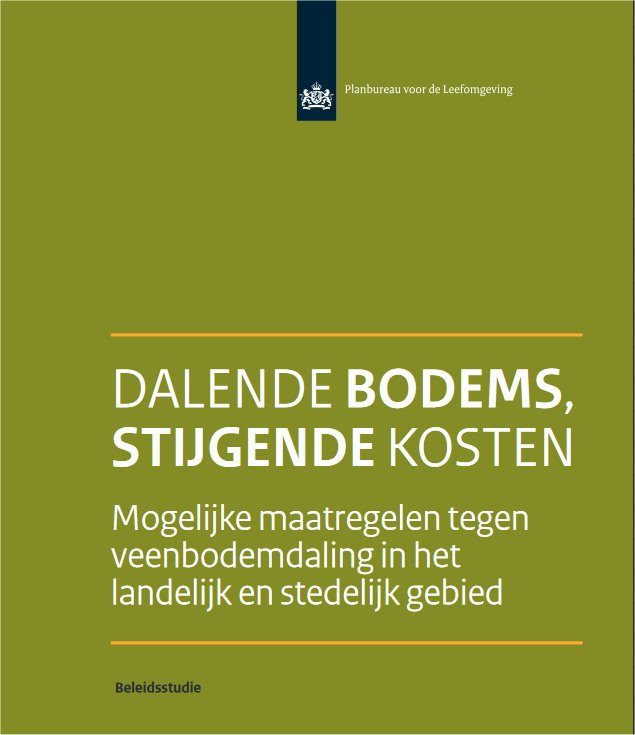 Planbureau voor de Leefomgeving
DALENDE BODEMS,
STIJGENDE KOSTEN
Mogelijke maatregelen tegen
veenbodemdaling in het
landelijk en stedelijk gebied
Beleidsstudie